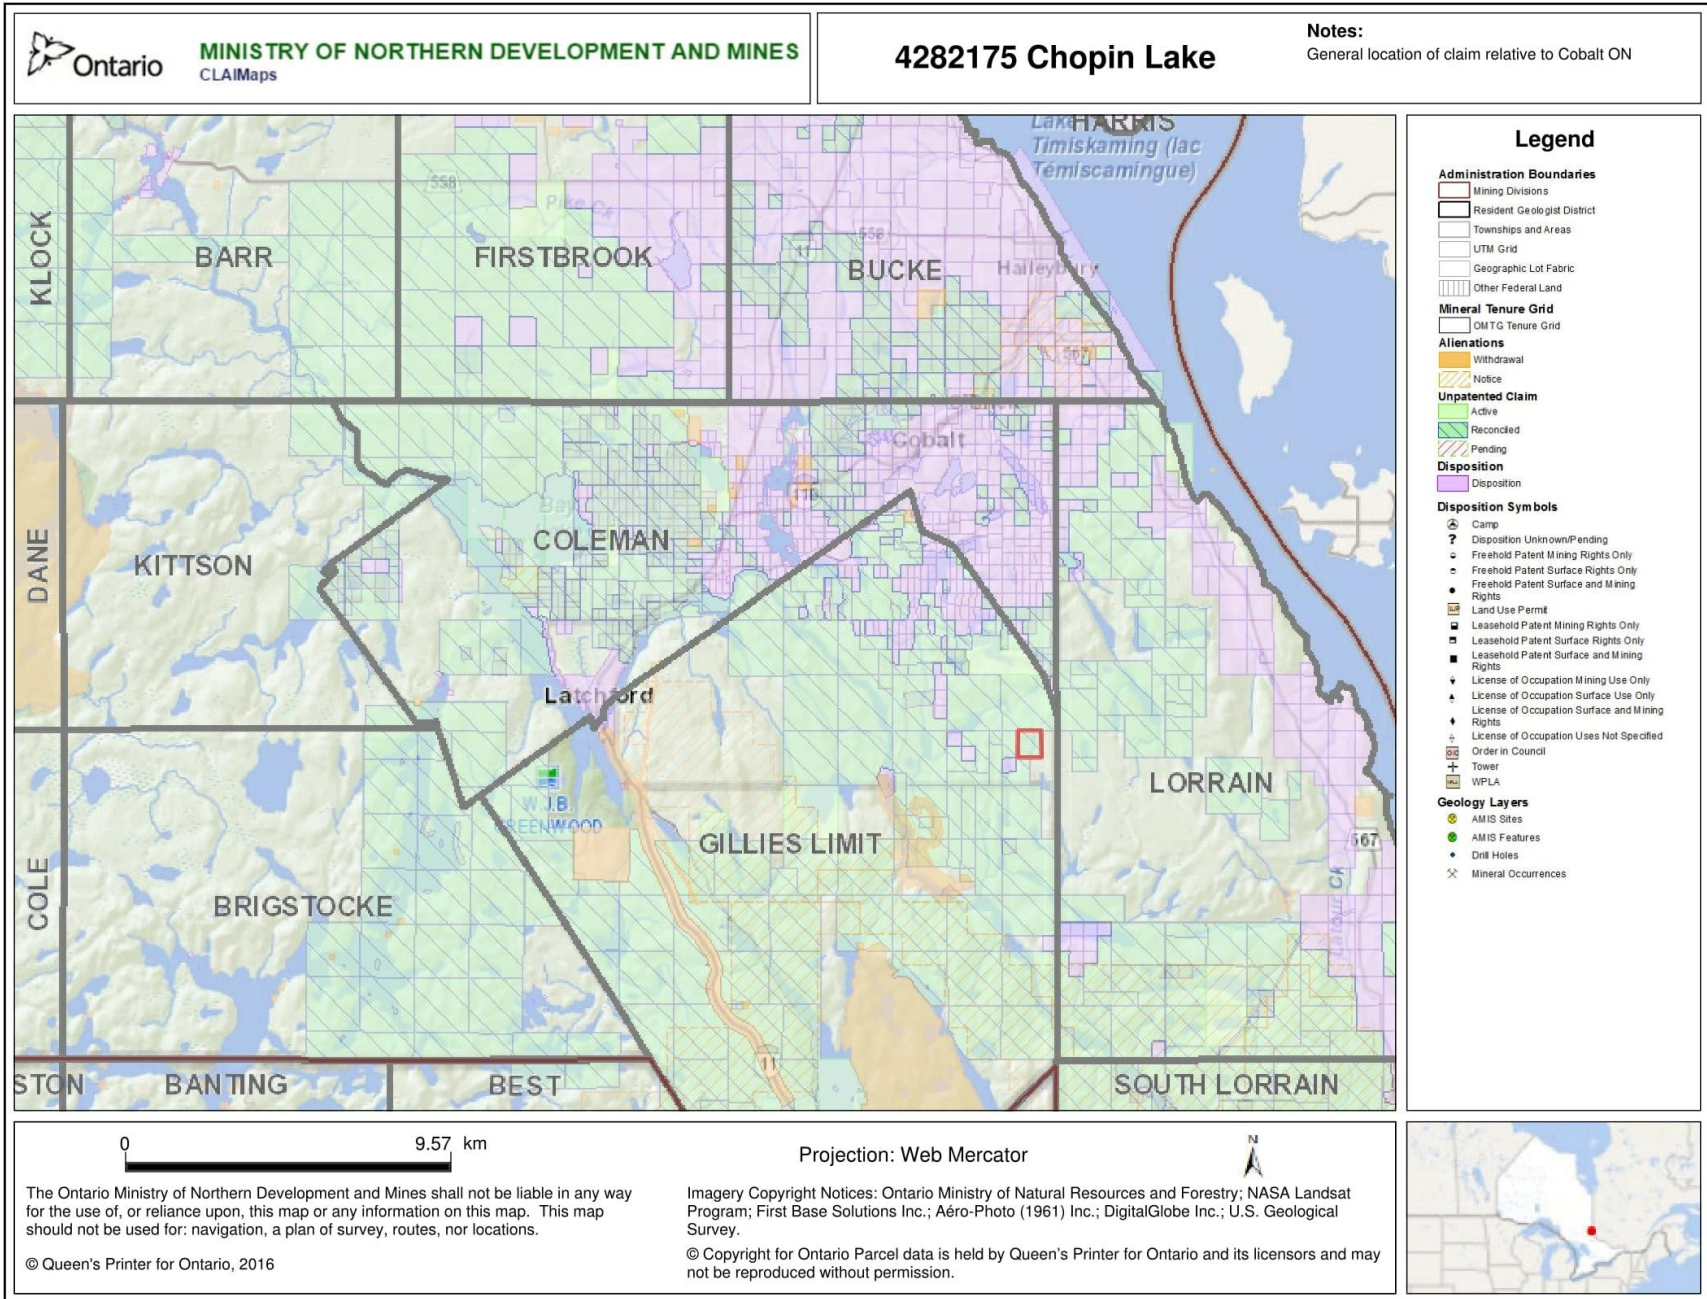 Ontario
MINISTRY OF NORTHERN DEVELOPMENT AND MINES
CLAIMaps
4282175 Chopin Lake
Notes:
General location of claim relative to Cobalt ON
HARRIS
Lake
Timiskaming (lac
Témiscamingue)
KLOCK
BARR
558
Pike Ck
FIRSTBROOK
11
558
BUCKE
Haileybury
567
DANE
KITTSON
Bay
COLEMAN
Cobalt
11B
Latchford
W.J.B.
GREENWOOD
GILLIES LIMIT
LORRAIN
567
Latour Ck
COLE
BRIGSTOCKE
11
STON
BANTING
BEST
SOUTH LORRAIN
Legend
Administration Boundaries
Mining Divisions
Resident Geologist District
Townships and Areas
UTM Grid
Geographic Lot Fabric
Other Federal Land
Mineral Tenure Grid
OMTG Tenure Grid
Alienations
Withdrawal
Notice
Unpatented Claim
Active
Reconciled
Pending
Disposition
Disposition
Disposition Symbols
Camp
? Disposition Unknown/Pending
Freehold Patent Mining Rights Only
Freehold Patent Surface Rights Only
Freehold Patent Surface and Mining
Rights
Land Use Permit
Leasehold Patent Mining Rights Only
Leasehold Patent Surface Rights Only
Leasehold Patent Surface and Mining
Rights
License of Occupation Mining Use Only
License of Occupation Surface Use Only
License of Occupation Surface and Mining
Rights
License of Occupation Uses Not Specified
Order in Council
Tower
WPLA
Geology Layers
AMIS Sites
AMIS Features
Drill Holes
Mineral Occurrences
0 9.57 km
Projection: Web Mercator
N
The Ontario Ministry of Northern Development and Mines shall not be liable in any way
for the use of, or reliance upon, this map or any information on this map. This map
should not be used for: navigation, a plan of survey, routes, nor locations.
© Queen's Printer for Ontario, 2016
Imagery Copyright Notices: Ontario Ministry of Natural Resources and Forestry; NASA Landsat
Program; First Base Solutions Inc.; Aéro-Photo (1961) Inc.; DigitalGlobe Inc.; U.S. Geological
Survey.
© Copyright for Ontario Parcel data is held by Queen's Printer for Ontario and its licensors and may
not be reproduced without permission.